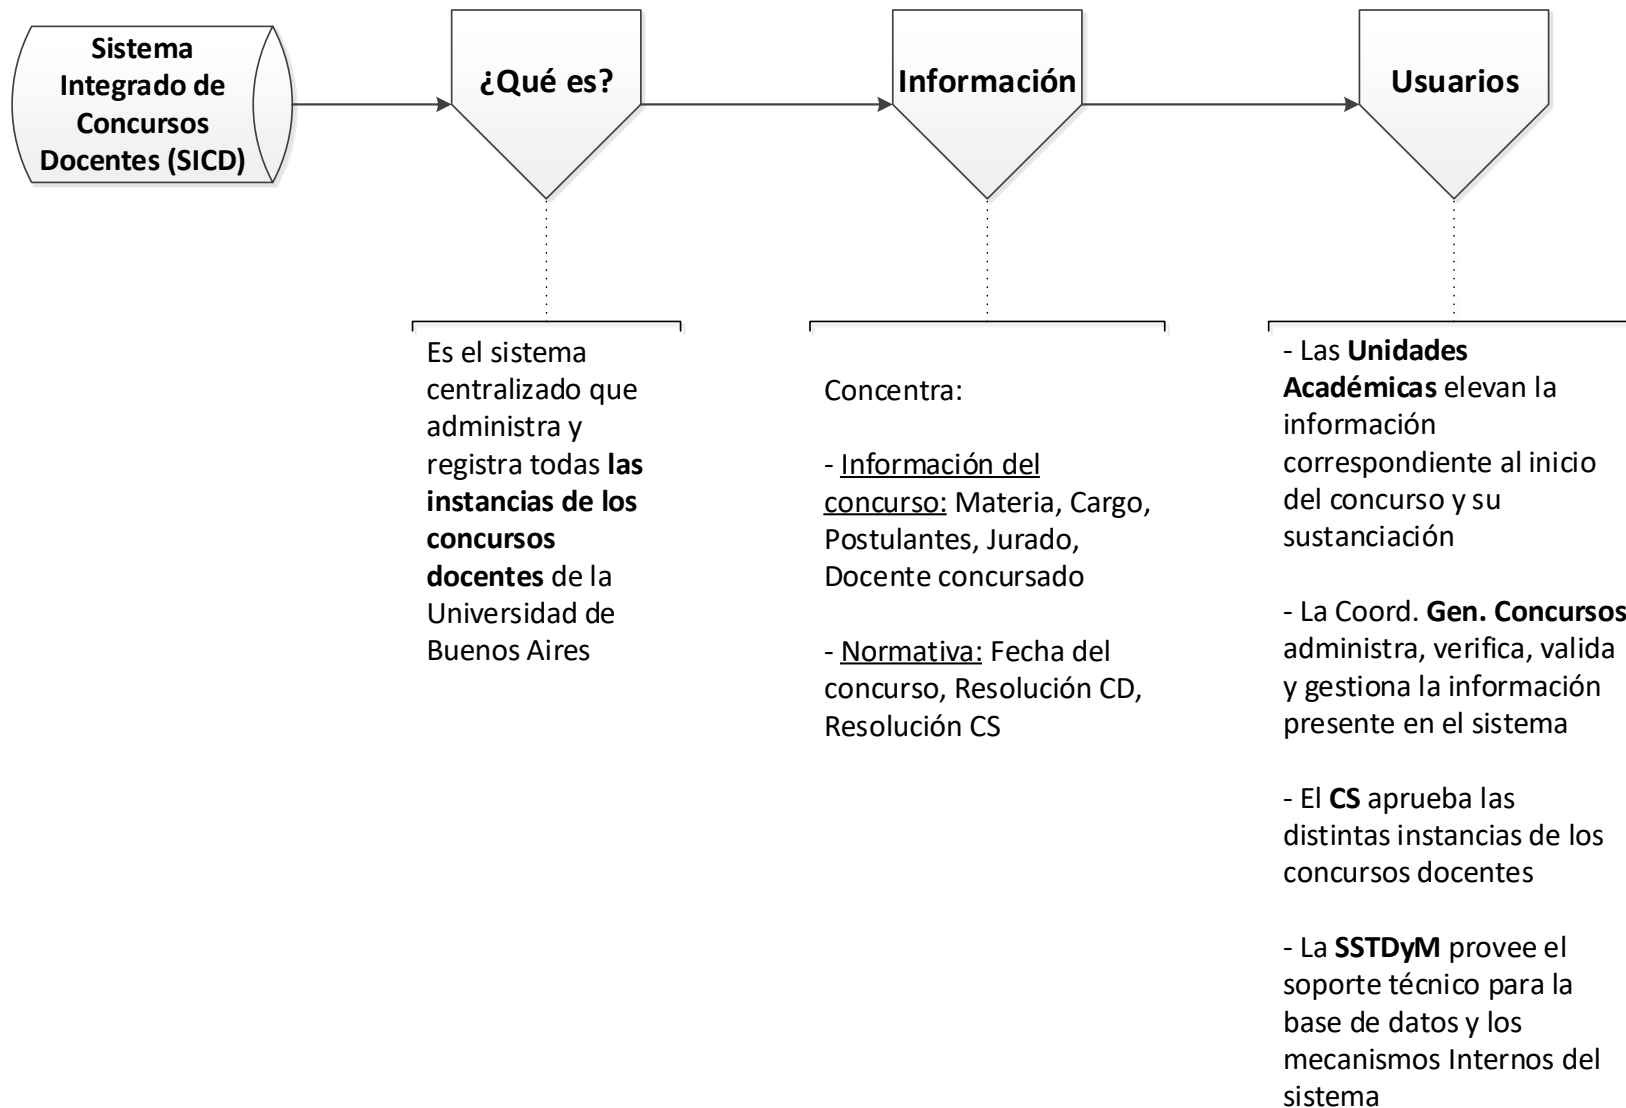 Sistema
Integrado de
Concursos
Docentes (SICD)
¿Qué es?
Información
Usuarios
Es el sistema
centralizado que
administra y
registra todas las
instancias de los
concursos
docentes de la
Universidad de
Buenos Aires
Concentra:
- Información del
concurso: Materia, Cargo,
Postulantes, Jurado,
Docente concursado
- Normativa: Fecha del
concurso, Resolución CD,
Resolución CS
- Las Unidades
Académicas elevan la
información
correspondiente al inicio
del concurso y su
sustanciación
- La Coord. Gen. Concursos
administra, verifica, valida
y gestiona la información
presente en el sistema
- El CS aprueba las
distintas instancias de los
concursos docentes
- La SSTDyM provee el
soporte técnico para la
base de datos y los
mecanismos Internos del
sistema